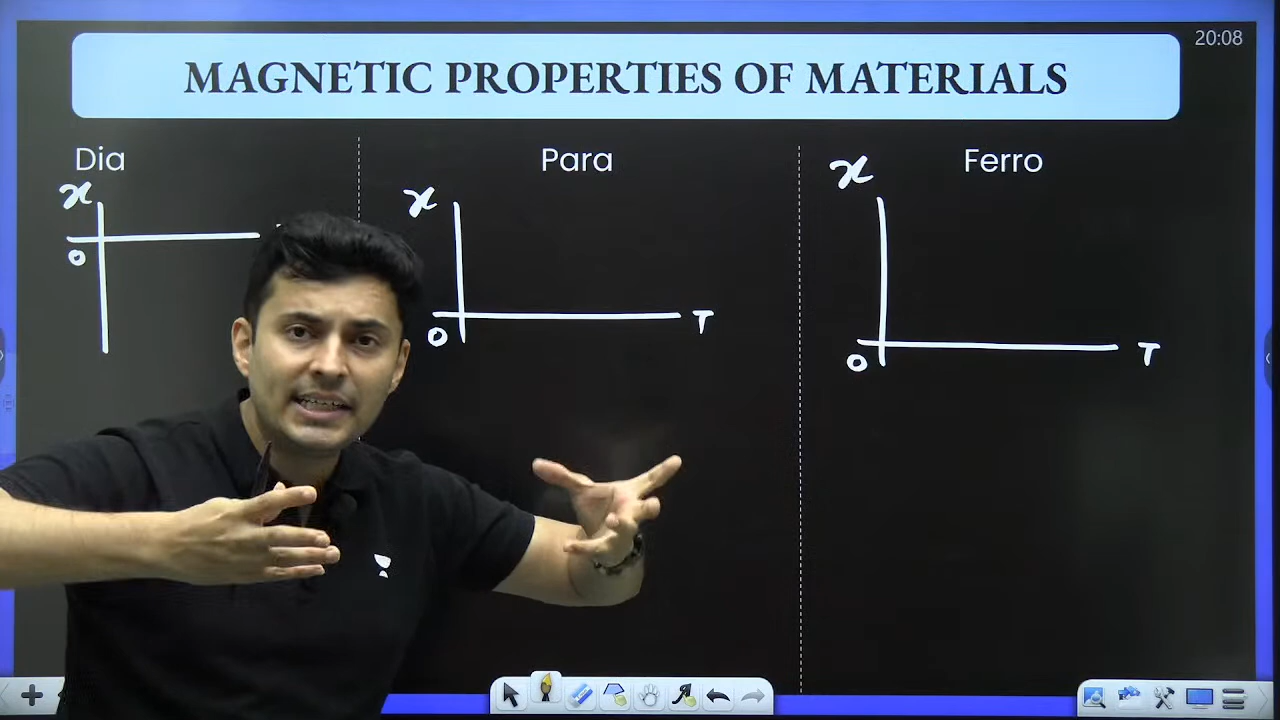 20:08
MAGNETIC PROPERTIES OF MATERIALS
Dia
Para
Ferro
χ
0
χ
0
T
χ
0
T